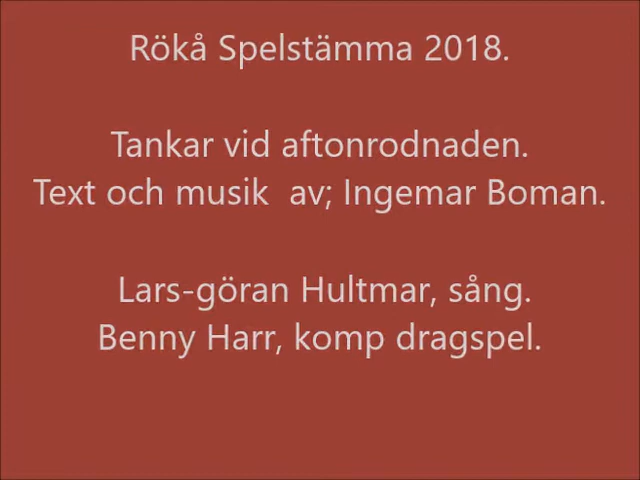 Rökå Spelstämma 2018.
Tankar vid aftonrodnaden.
Text och musik  av; Ingemar Boman.
Lars-göran Hultmar, sång.
Benny Harr, komp dragspel.